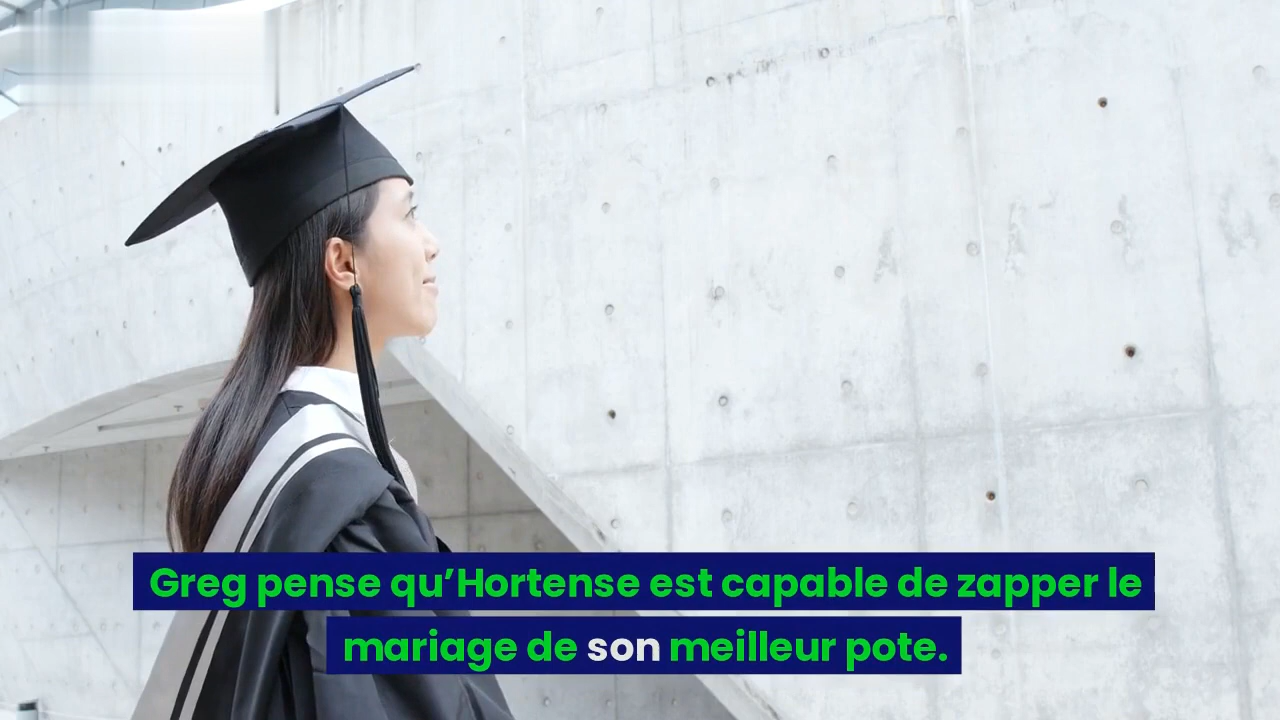 Greg pense qu’Hortense est capable de zapper le
mariage de son meilleur pote.